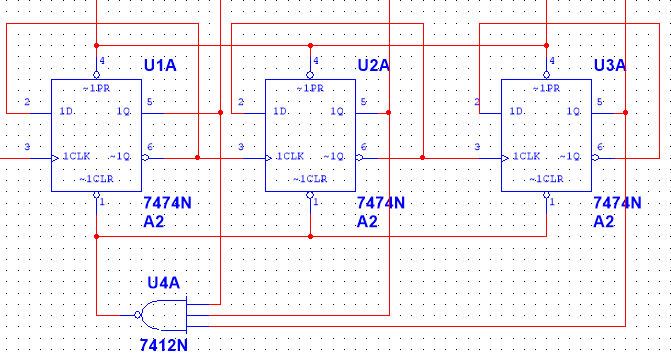 4 U1A
~1PR
2 1D 1Q 5
3 1CLK ~1Q 6
~1CLR
1
7474N
A2
4 U2A
~1PR
2 1D 1Q 5
3 1CLK ~1Q 6
~1CLR
1
7474N
A2
4 U3A
~1PR
2 1D 1Q 5
3 1CLK ~1Q 6
~1CLR
1
7474N
A2
U4A
7412N